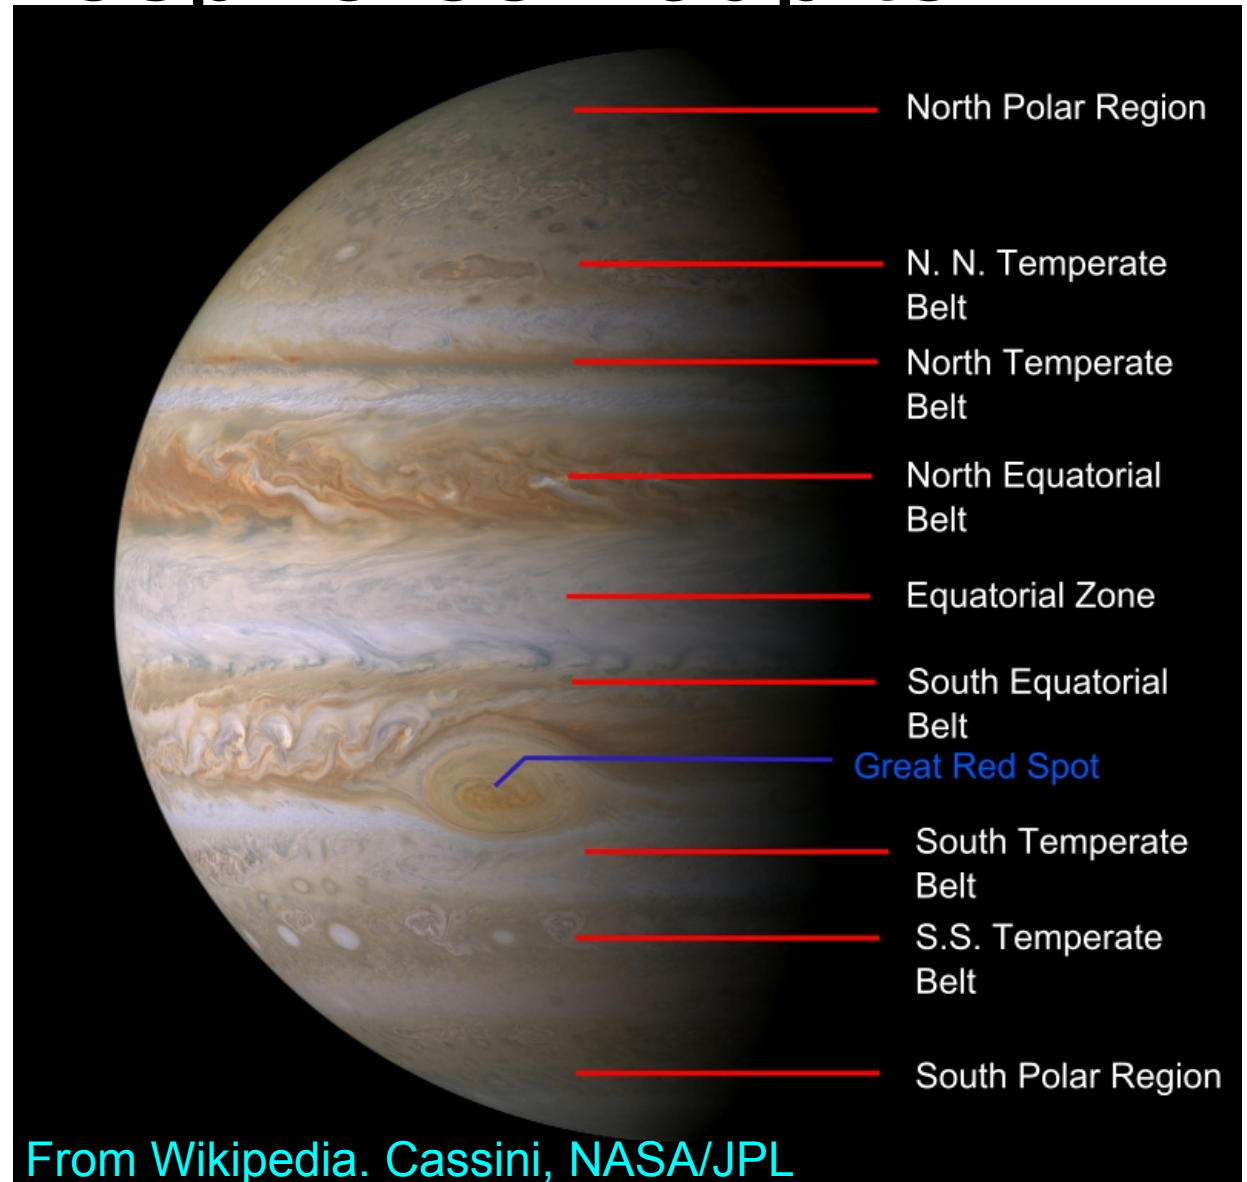 North Polar Region
N. N. Temperate
Belt
North Temperate
Belt
North Equatorial
Belt
Equatorial Zone
South Equatorial
Belt
Great Red Spot
South Temperate
Belt
S.S. Temperate
Belt
South Polar Region
From Wikipedia. Cassini, NASA/JPL